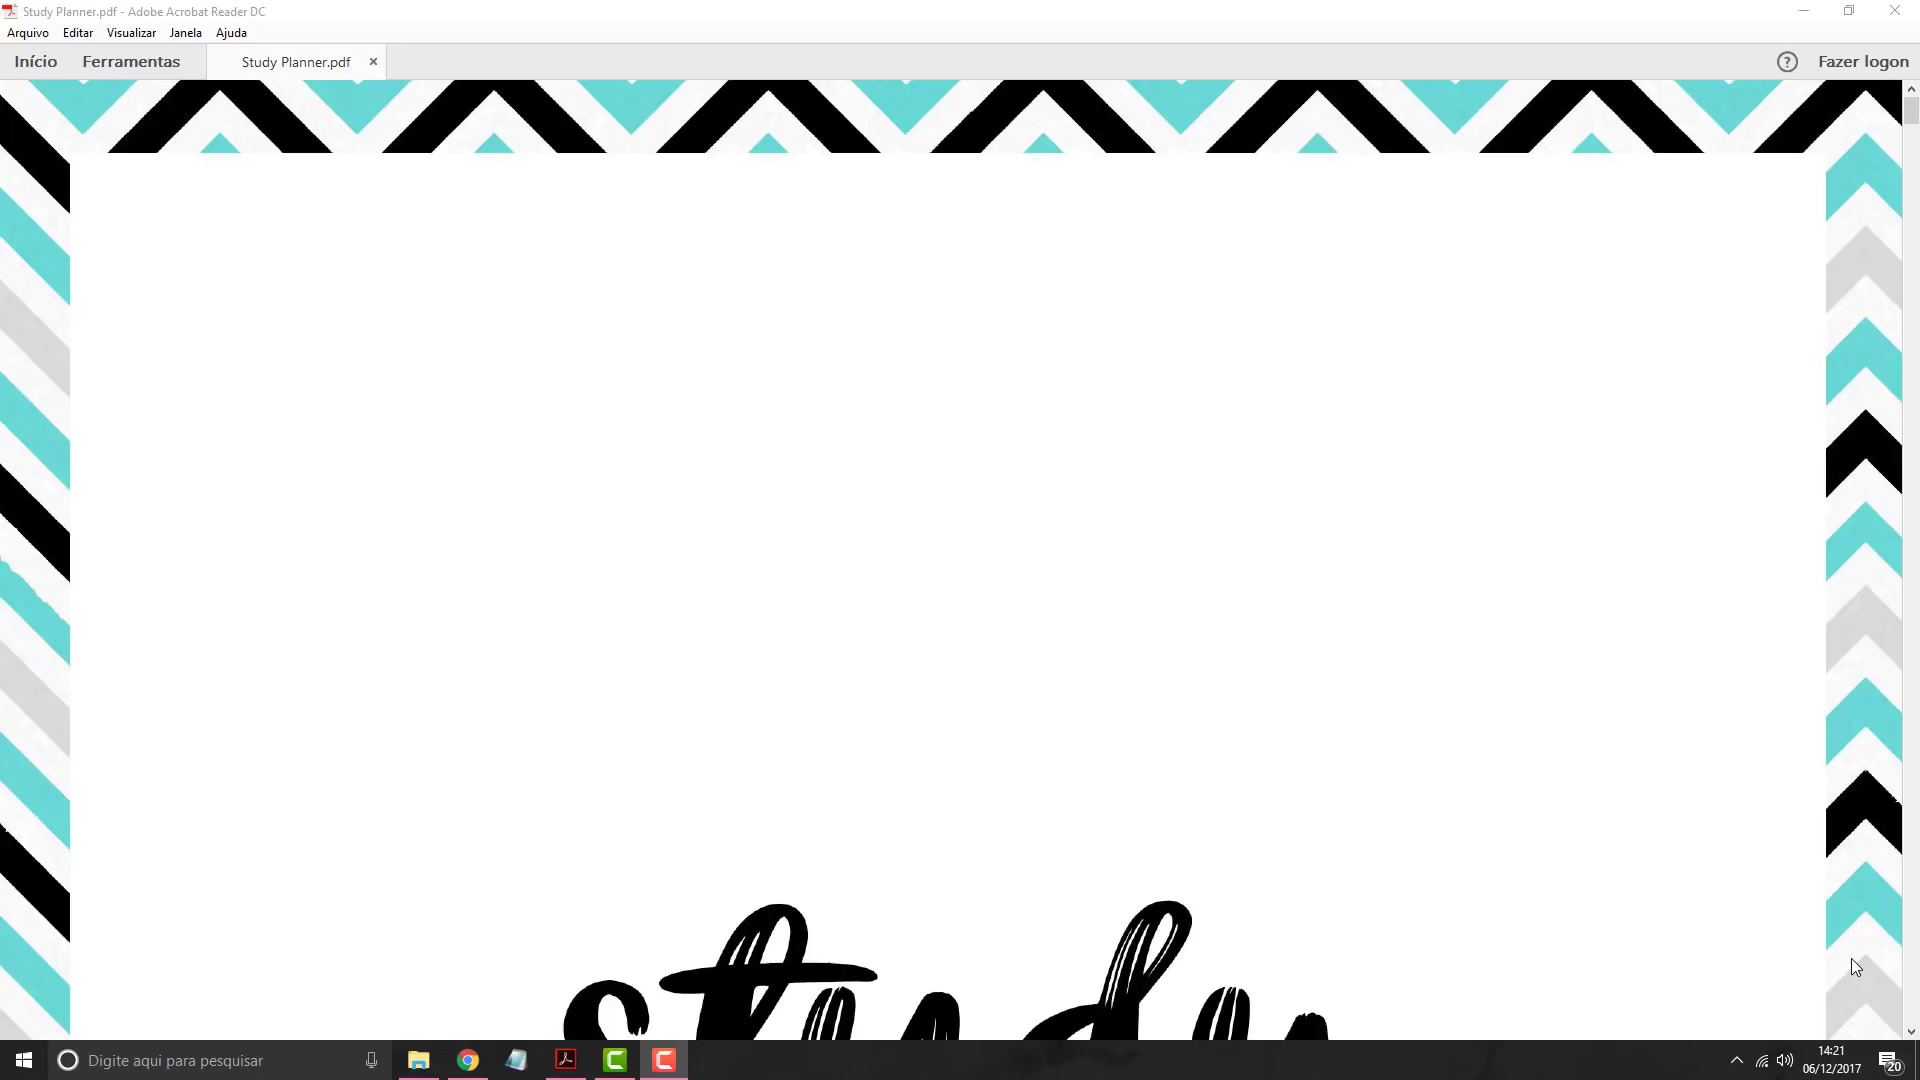 Study Planner.pdf - Adobe Acrobat Reader DC
Arquivo Editar Visualizar Janela Ajuda
Início Ferramentas Study Planner.pdf × ? Fazer logon
study
Digite aqui para pesquisar
14:21
06/12/2017
20